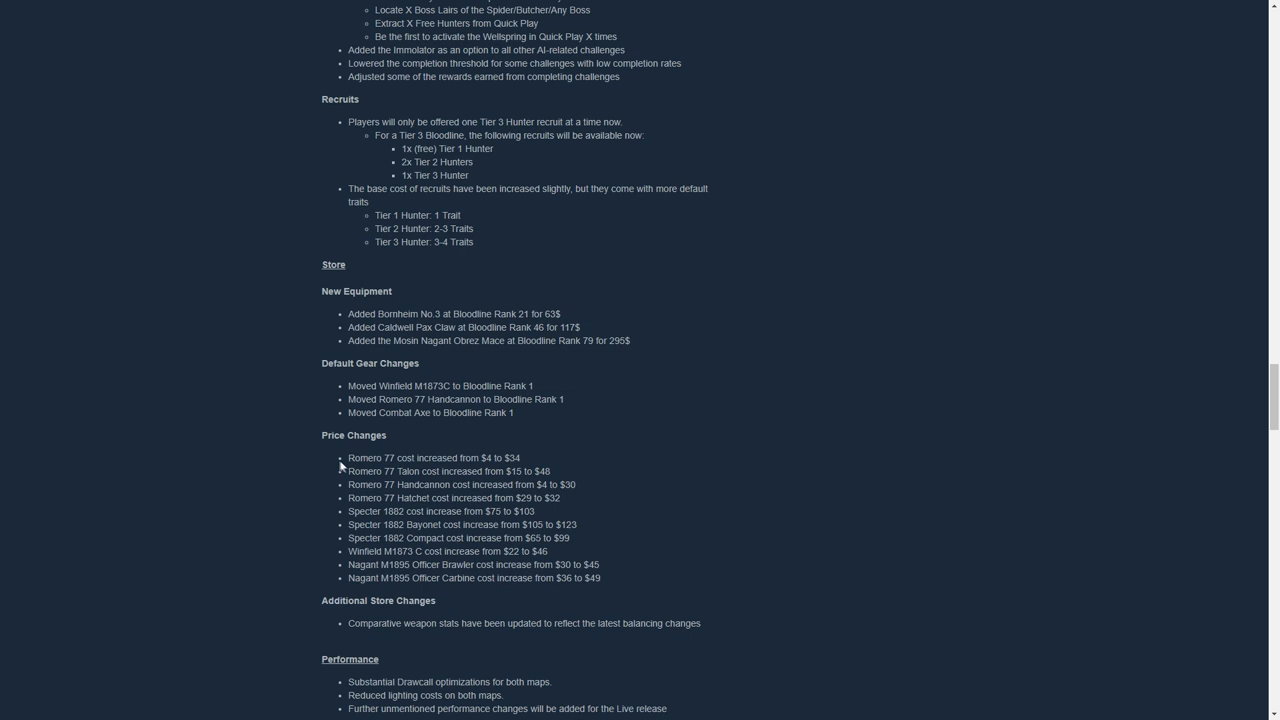 Locate X Boss Lairs of the Spider/Butcher/Any Boss
Extract X Free Hunters from Quick Play
Be the first to activate the Wellspring in Quick Play X times
Added the Immolator as an option to all other AI-related challenges
Lowered the completion threshold for some challenges with low completion rates
Adjusted some of the rewards earned from completing challenges
Recruits
Players will only be offered one Tier 3 Hunter recruit at a time now.
For a Tier 3 Bloodline, the following recruits will be available now:
1x (free) Tier 1 Hunter
2x Tier 2 Hunters
1x Tier 3 Hunter
The base cost of recruits have been increased slightly, but they come with more default
traits
Tier 1 Hunter: 1 Trait
Tier 2 Hunter: 2-3 Traits
Tier 3 Hunter: 3-4 Traits
Store
New Equipment
Added Bornheim No.3 at Bloodline Rank 21 for 63$
Added Caldwell Pax Claw at Bloodline Rank 46 for 117$
Added the Mosin Nagant Obrez Mace at Bloodline Rank 79 for 295$
Default Gear Changes
Moved Winfield M1873C to Bloodline Rank 1
Moved Romero 77 Handcannon to Bloodline Rank 1
Moved Combat Axe to Bloodline Rank 1
Price Changes
Romero 77 cost increased from $4 to $34
Romero 77 Talon cost increased from $15 to $48
Romero 77 Handcannon cost increased from $4 to $30
Romero 77 Hatchet cost increased from $29 to $32
Specter 1882 cost increase from $75 to $103
Specter 1882 Bayonet cost increase from $105 to $123
Specter 1882 Compact cost increase from $65 to $99
Winfield M1873 C cost increase from $22 to $46
Nagant M1895 Officer Brawler cost increase from $30 to $45
Nagant M1895 Officer Carbine cost increase from $36 to $49
Additional Store Changes
Comparative weapon stats have been updated to reflect the latest balancing changes
Performance
Substantial Drawcall optimizations for both maps.
Reduced lighting costs on both maps.
Further unmentioned performance changes will be added for the Live release